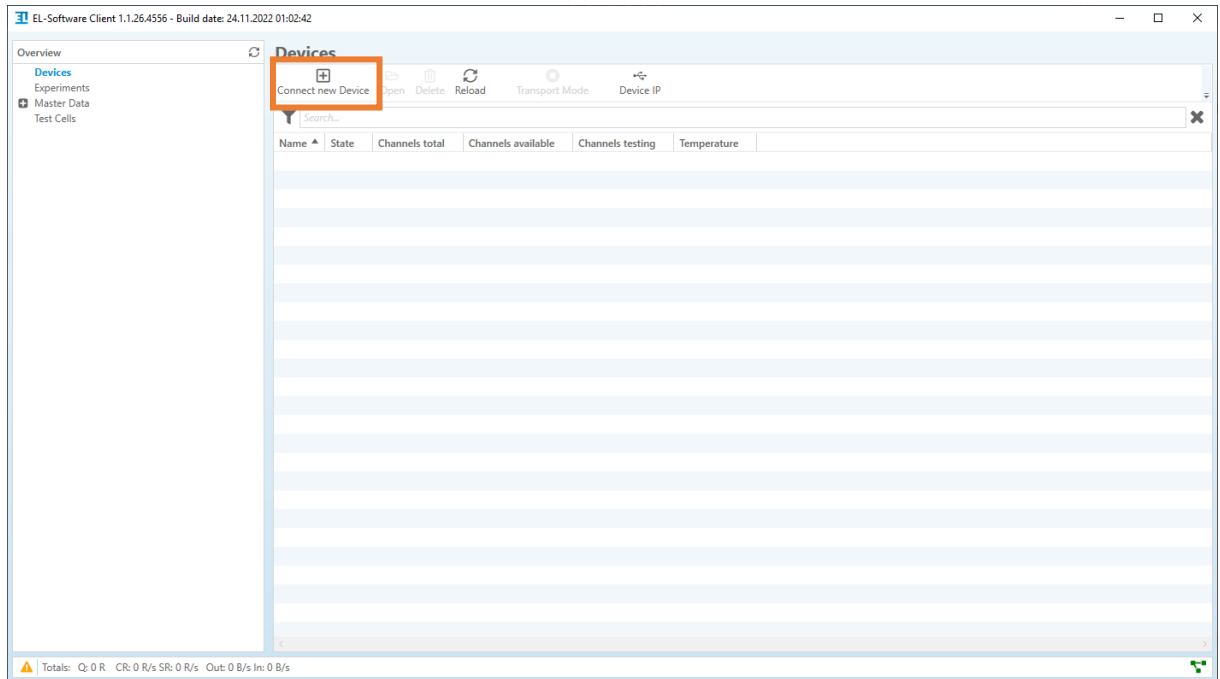 EL EL-Software Client 1.1.26.4556 - Build date: 24.11.2022 01:02:42
Overview
Devices
Experiments
Master Data
Test Cells
Devices
Connect new Device Open Delete Reload Transport Mode Device IP
Search...
Name State Channels total Channels available Channels testing Temperature
Totals: Q: 0 R CR: 0 R/s SR: 0 R/s Out: 0 B/s In: 0 B/s